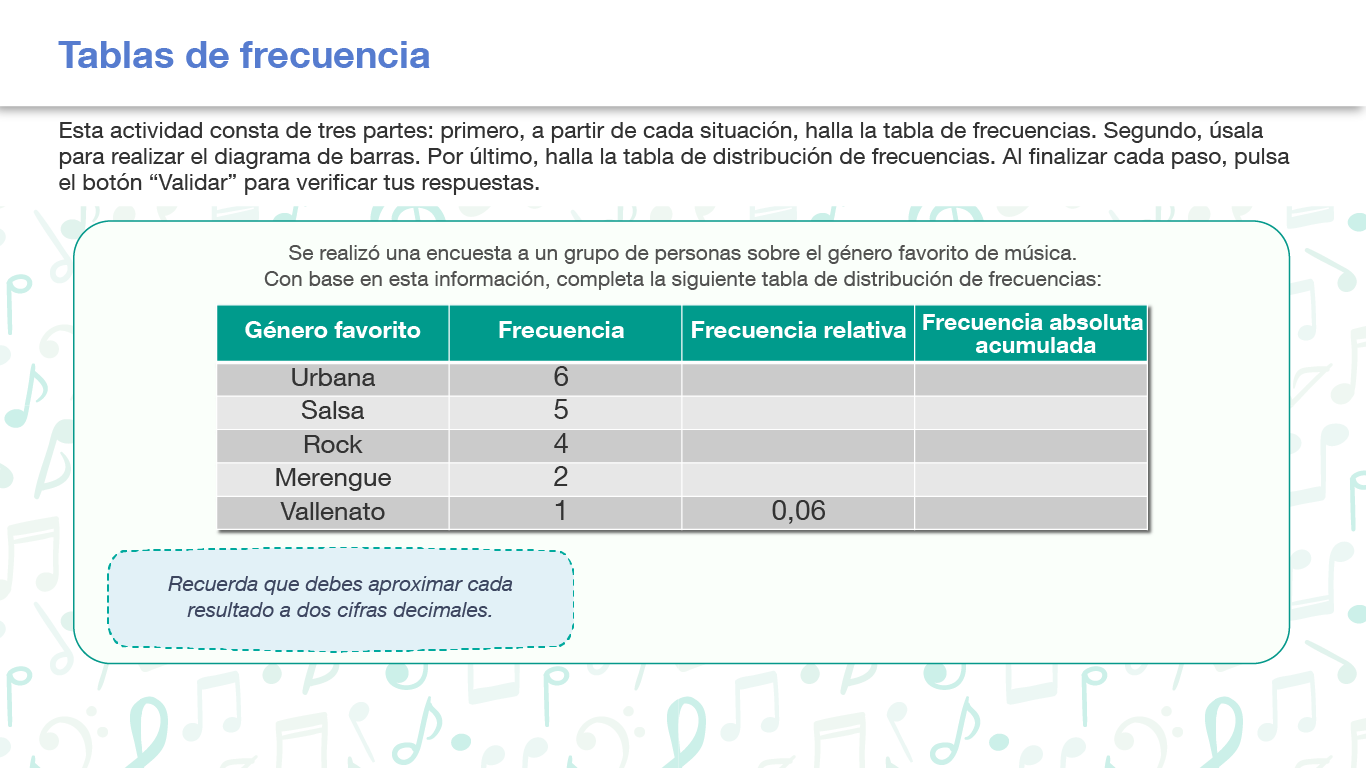 Tablas de frecuencia
Esta actividad consta de tres partes: primero, a partir de cada situación, halla la tabla de frecuencias. Segundo, úsala
para realizar el diagrama de barras. Por último, halla la tabla de distribución de frecuencias. Al finalizar cada paso, pulsa
el botón “Validar” para verificar tus respuestas.
Se realizó una encuesta a un grupo de personas sobre el género favorito de música.
Con base en esta información, completa la siguiente tabla de distribución de frecuencias:
Género favorito Frecuencia Frecuencia relativa Frecuencia absoluta
acumulada
Urbana 6
Salsa 5
Rock 4
Merengue 2
Vallenato 1 0,06
Recuerda que debes aproximar cada
resultado a dos cifras decimales.